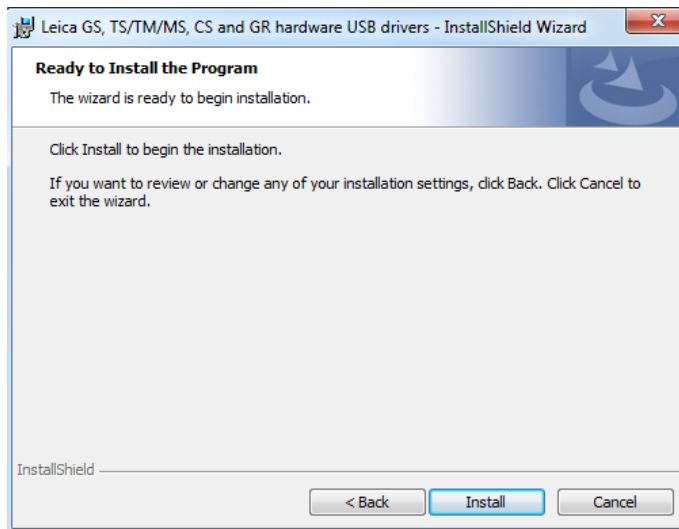 Leica GS, TS/TM/MS, CS and GR hardware USB drivers - InstallShield Wizard
Ready to Install the Program
The wizard is ready to begin installation.
Click Install to begin the installation.
If you want to review or change any of your installation settings, click Back. Click Cancel to
exit the wizard.
InstallShield
< Back Install Cancel